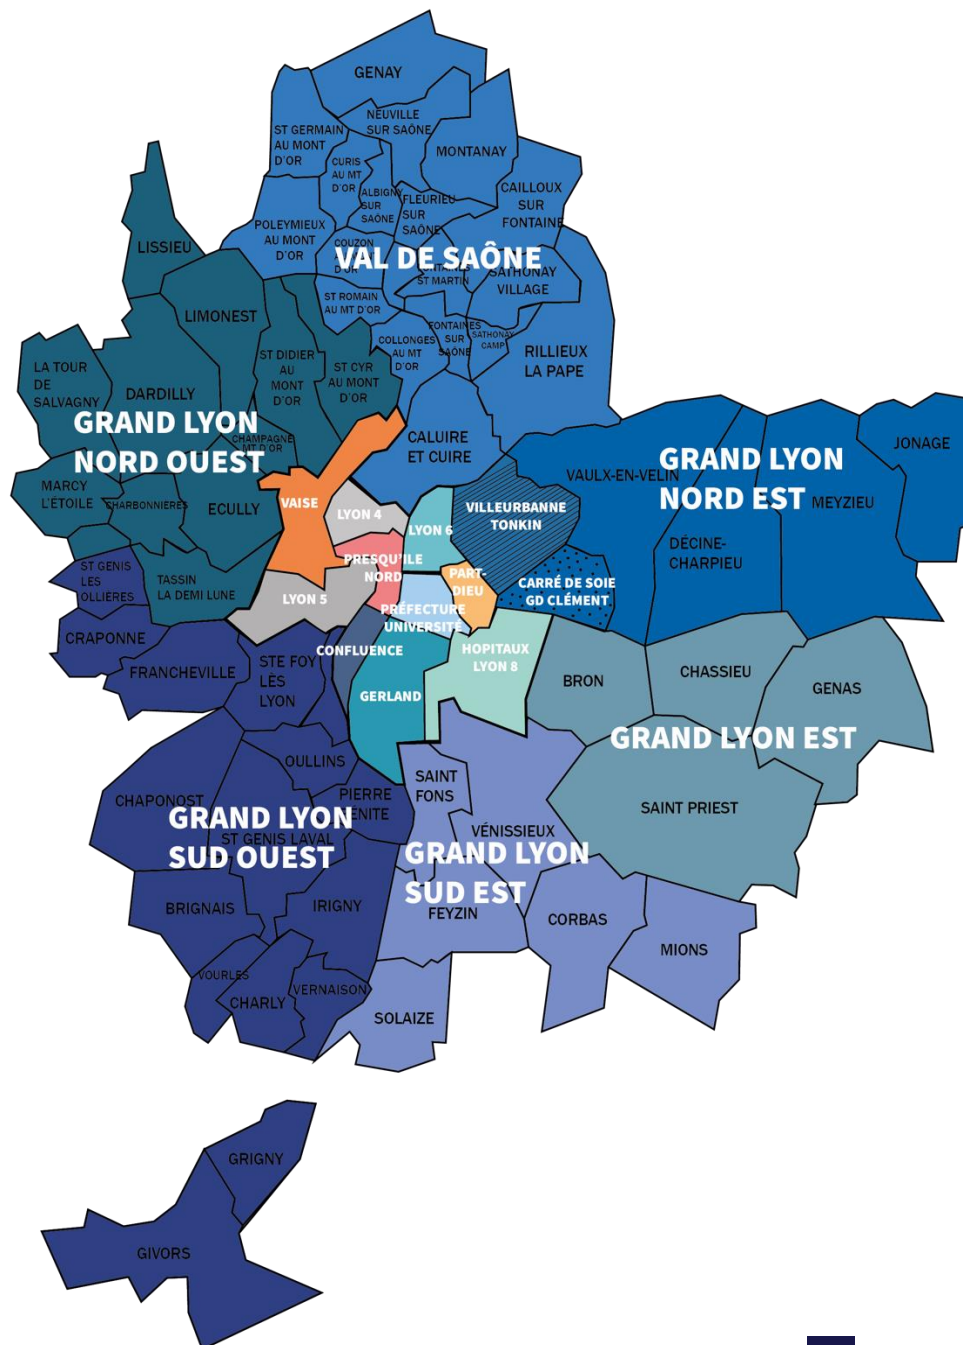 GENAY
NEUVILLE
SUR SAÔNE
ST GERMAIN
AU MONT
D'OR
MONTANAY
CURIS
AU MT
D'OR
ALBIGNY
SUR
SAÔNE
FLEURIEU
SUR
SAÔNE
CAILLOUX
SUR
FONTAINE
POLEYMIEUX
AU MONT
D'OR
LISSIEU
COUZON
D'OR
VAL DE SAÔNE
ST MARTIN
SATHONAY
VILLAGE
ST ROMAIN
AU MT D'OR
LIMONEST
COLLONGES
AU MT
D'OR
FONTAINES
SUR
SAÔNE
SATHONAY
CAMP
RILLIEUX
LA PAPE
ST DIDIER
AU
MONT
D'OR
ST CYR
AU MONT
D'OR
LA TOUR
DE
SALVAGNY
DARDILLY
GRAND LYON
NORD OUEST
CHAMPAGNE
MT D'OR
CALUIRE
ET CUIRE
MARCY
L'ÉTOILE
CHARBONNIÈRES
ECULLY
VAISE
LYON 4
LYON 6
VILLEURBANNE
TONKIN
VAULX-EN-VELIN
GRAND LYON
NORD EST
JONAGE
MEYZIEU
DÉCINE-
CHARPIEU
ST GENIS
LES
OLLIÈRES
TASSIN
LA DEMI LUNE
PRESQU'ILE
NORD
PART-
DIEU
CARRÉ DE SOIE
GD CLÉMENT
LYON 5
PRÉFECTURE
UNIVERSITÉ
CRAPONNE
FRANCHEVILLE
STE FOY
LÈS
LYON
CONFLUENCE
GERLAND
HOPITAUX
LYON 8
BRON
CHASSIEU
GENAS
GRAND LYON EST
SAINT PRIEST
OULLINS
CHAPONOST
PIERRE
BÉNITE
SAINT
FONS
VÉNISSIEUX
GRAND LYON
SUD OUEST
ST GENIS LAVAL
GRAND LYON
SUD EST
BRIGNAIS
IRIGNY
FEYZIN
CORBAS
MIONS
VOURLES
CHARLY
VERNAISON
SOLAIZE
GRIGNY
GIVORS